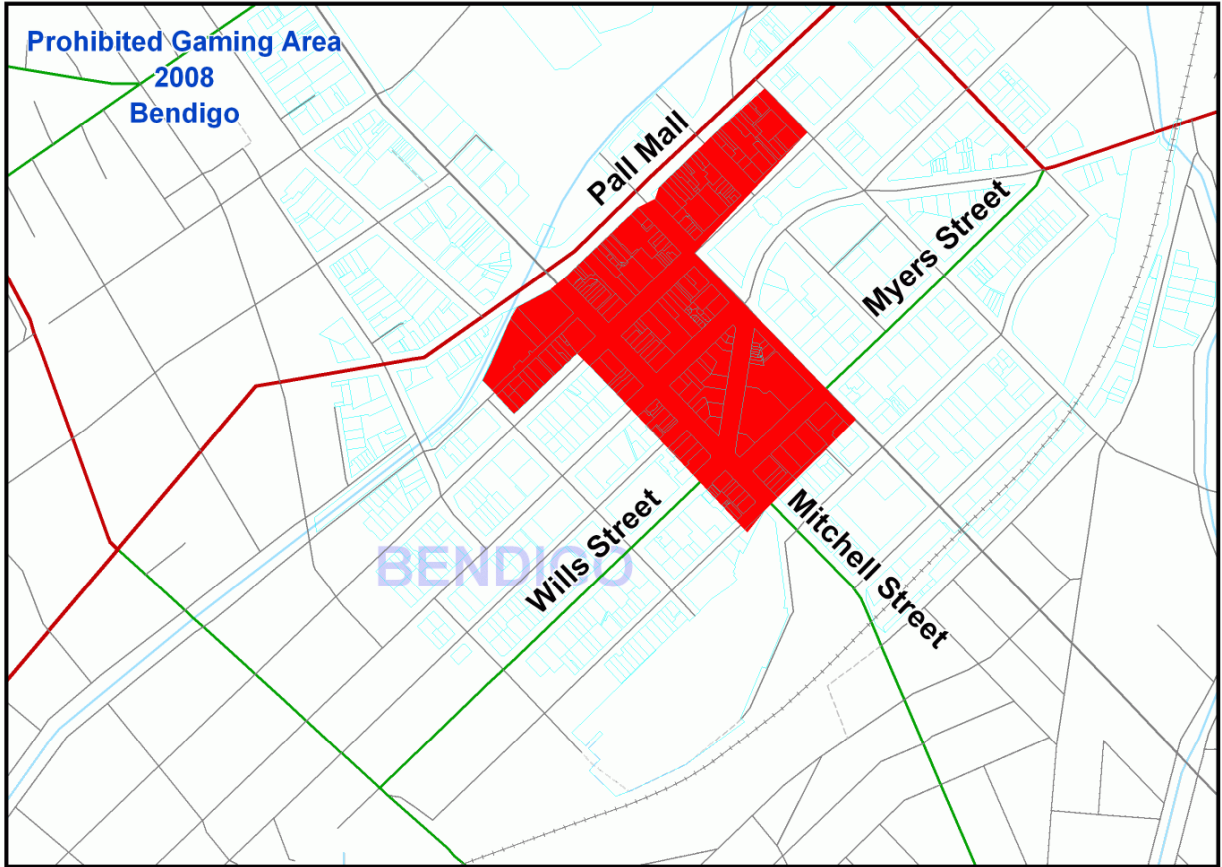 Prohibited Gaming Area
2008
Bendigo
Pall Mall
Myers Street
Mitchell Street
Wills Street
BENDIGO